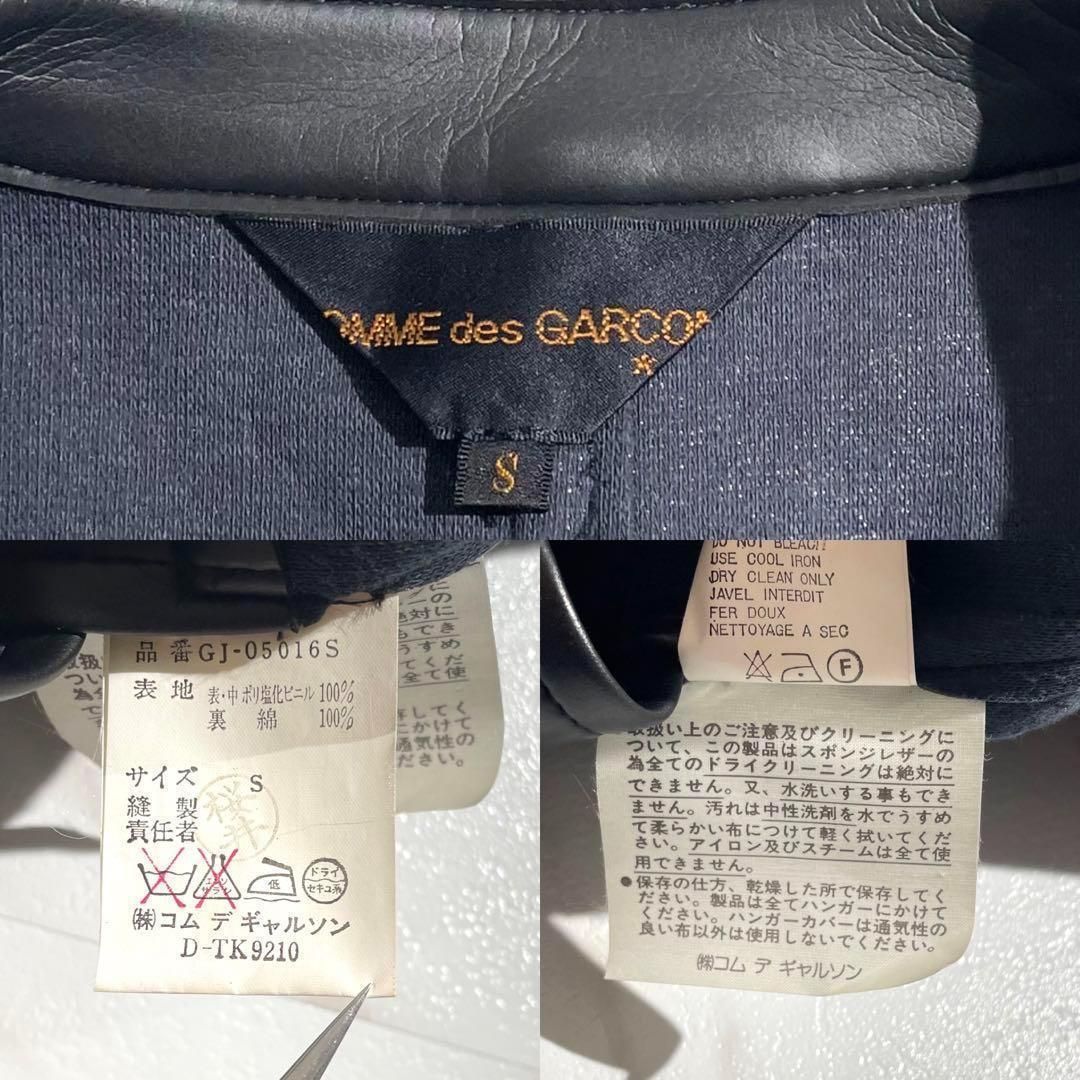 OMME des GARCON
*
S
品番 GJ-05016S
表地 表・中 ポリ塩化ビニル 100%
裏 綿 100%
サイズ S
縫製
責任者
低
ドライ
セキユ系
㈱コム デ ギャルソン
D-TK9210
に
絶対に
もでき
うすめ
取扱い
てくだ
つい
全て使
為全
存してく
にかけて
通気性の
ださい。
DO NOT BLEACH
USE COOL IRON
DRY CLEAN ONLY
JAVEL INTERDIT
FER DOUX
NETTOYAGE A SEC
F
取扱い上のご注意及びクリーニングに
ついて、この製品はスポンジレザーの
為全てのドライクリーニングは絶対に
できません。又、水洗いする事もでき
ません。汚れは中性洗剤を水でうすめ
て柔らかい布につけて軽く拭いてくだ
さい。アイロン及びスチームは全て使
用できません。
●保存の仕方、乾燥した所で保存してく
ださい。製品は全てハンガーにかけて
ください。ハンガーカバーは通気性の
良い布以外は使用しないでください。
㈱コム デ ギャルソン